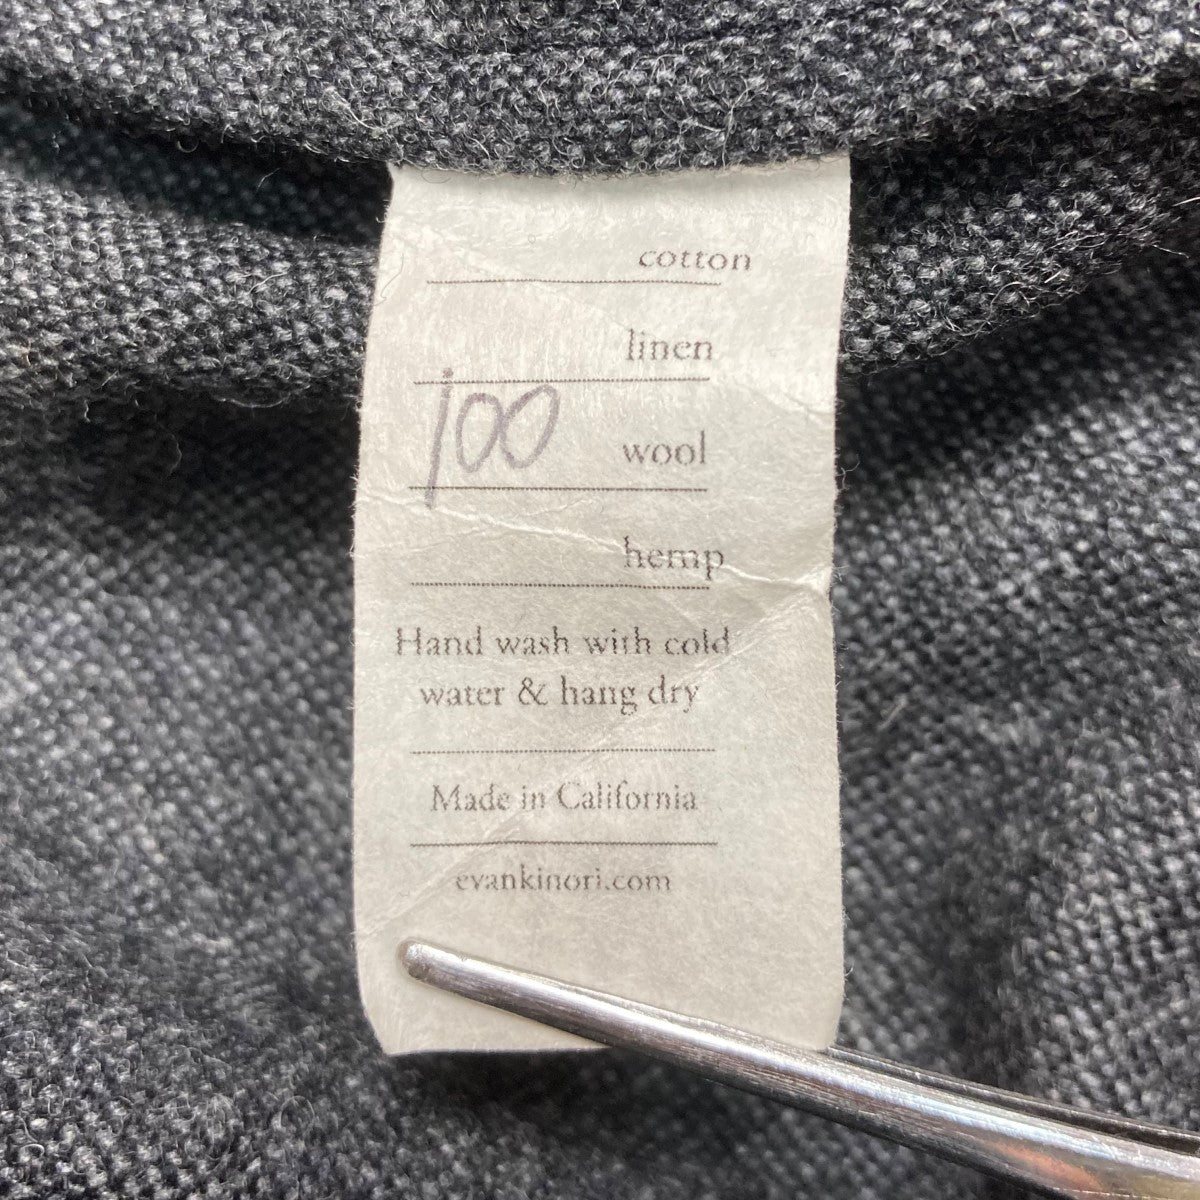 cotton
linen
100 wool
hemp
Hand wash with cold
water & hang dry
Made in California
evankinori.com